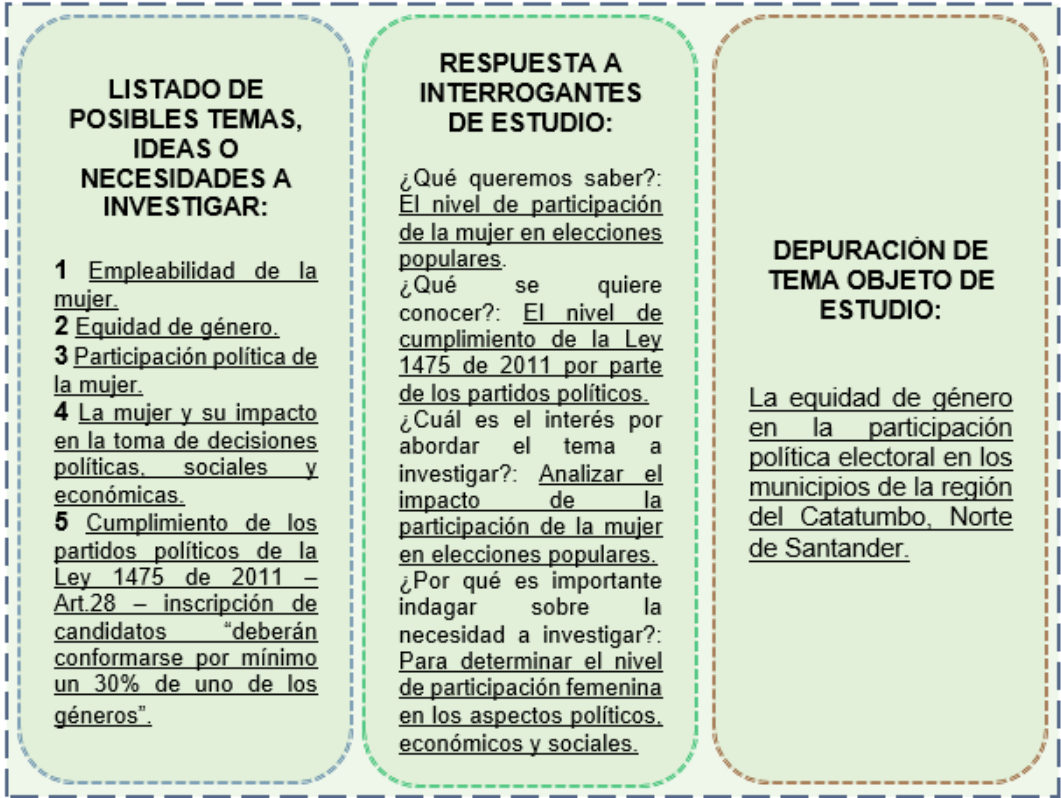 LISTADO DE
POSIBLES TEMAS,
IDEAS O
NECESIDADES A
INVESTIGAR:
1 Empleabilidad de la
mujer.
2 Equidad de género.
3 Participación política de
la mujer.
4 La mujer y su impacto
en la toma de decisiones
políticas, sociales y
económicas.
5 Cumplimiento de los
partidos políticos de la
Ley 1475 de 2011 –
Art.28 – inscripción de
candidatos “deberán
conformarse por mínimo
un 30% de uno de los
géneros”.
RESPUESTA A
INTERROGANTES
DE ESTUDIO:
¿Qué queremos saber?:
El nivel de participación
de la mujer en elecciones
populares.
¿Qué se quiere
conocer?: El nivel de
cumplimiento de la Ley
1475 de 2011 por parte
de los partidos políticos.
¿Cuál es el interés por
abordar el tema a
investigar?: Analizar el
impacto de la
participación de la mujer
en elecciones populares.
¿Por qué es importante
indagar sobre la
necesidad a investigar?:
Para determinar el nivel
de participación femenina
en los aspectos políticos,
económicos y sociales.
DEPURACIÓN DE
TEMA OBJETO DE
ESTUDIO:
La equidad de género
en la participación
política electoral en los
municipios de la región
del Catatumbo, Norte
de Santander.